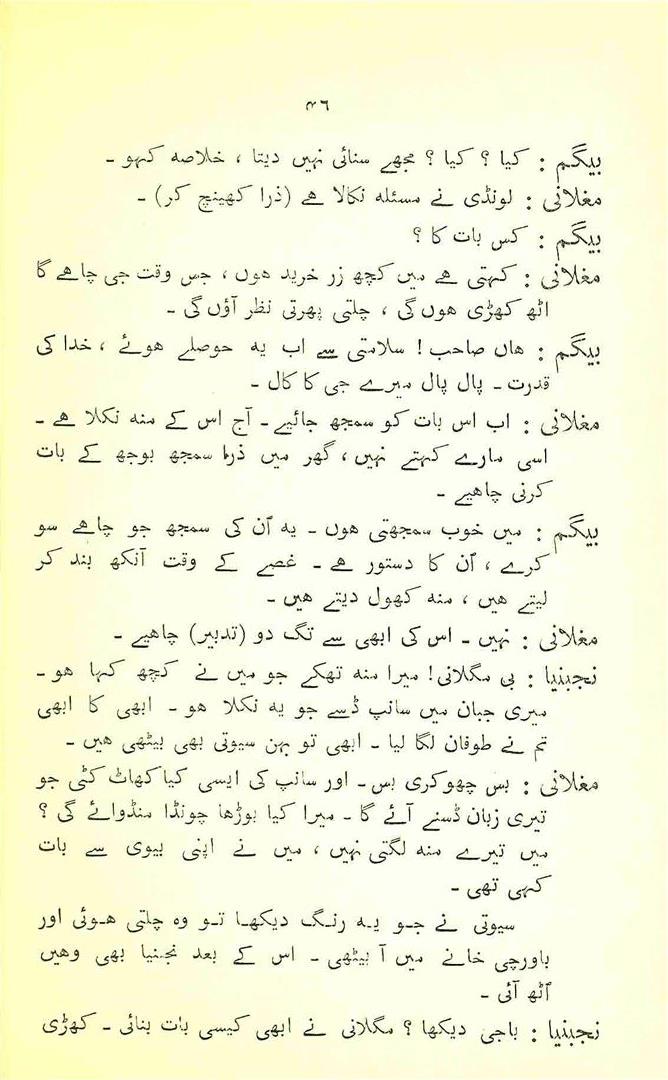 ۴۶
بیگم : کیا ؟ کیا ؟ مجھے سنائی نہیں دیتا ، خلاصہ کہو ۔
مغلانی : لونڈی نے مسئلہ نکالا ہے (ذرا کھینچ کر) ۔
بیگم : کس بات کا ؟
مغلانی : کہتی ہے میں کچھ زر خرید ہوں ، جس وقت جی چاہے گا
اٹھ کھڑی ہوں گی ، چلتی پھرتی نظر آؤں گی ۔
بیگم : ہاں صاحب ! سلامتی سے اب یہ حوصلے ہوئے ، خدا کی
قدرت ۔ پال پال میرے جی کا کال ۔
مغلانی : اب اس بات کو سمجھ جائیے ۔ آج اس کے منہ نکلا ہے ۔
اسی مارے کہتے نہیں ، گھر میں ذرا سمجھ بوجھ کے بات
کرنی چاہیے ۔
بیگم : میں خوب سمجھتی ہوں ۔ یہ اُن کی سمجھ جو چاہے سو
کرے ، اُن کا دستور ہے ۔ غصے کے وقت آنکھ بند کر
لیتے ہیں ، منہ کھول دیتے ہیں ۔
مغلانی : نہیں ۔ اس کی ابھی سے تگ دو (تدبیر) چاہیے ۔
نجبنیا : بی مگلانی ! میرا منہ تھکے جو میں نے کچھ کہا ہو ۔
میری جبان میں سانپ ڈسے جو یہ نکلا ہو ۔ ابھی کا ابھی
تم نے طوفان لگا لیا ۔ ابھی تو بہن سیوتی بھی بیٹھی ہیں ۔
مغلانی : بس چھوکری بس ۔ اور سانپ کی ایسی کیا کھاٹ کٹی جو
تیری زبان ڈسنے آئے گا ۔ میرا کیا بوڑھا چونڈا منڈوائے گی ؟
میں تیرے منہ لگتی نہیں ، میں نے اپنی بیوی سے بات
کہی تھی ۔
سیوتی نے جو یہ رنگ دیکھا تو وہ چلتی ہوئی اور
باورچی خانے میں آ بیٹھی ۔ اس کے بعد نجنیا بھی وہیں
اُٹھ آئی ۔
نجبنیا : باجی دیکھا ؟ مگلانی نے ابھی کیسی بات بنائی ۔ کھڑی